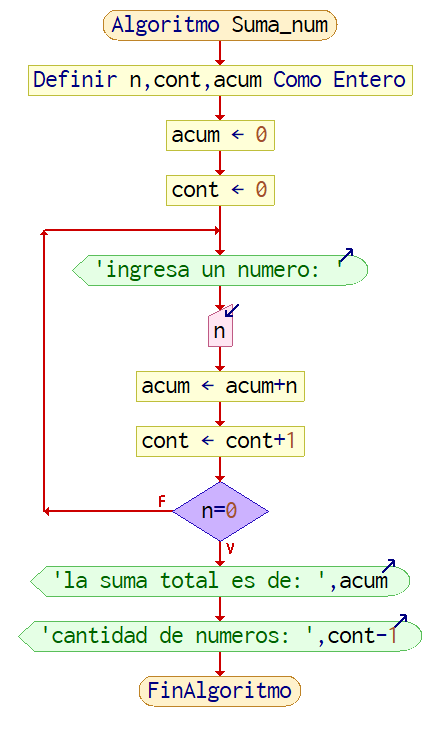 Algoritmo Suma_num
Definir n,cont,acum Como Entero
acum ← 0
cont ← 0
'ingresa un numero: '
n
acum ← acum+n
cont ← cont+1
n=0
F
V
'la suma total es de: ',acum
'cantidad de numeros: ',cont-1
FinAlgoritmo